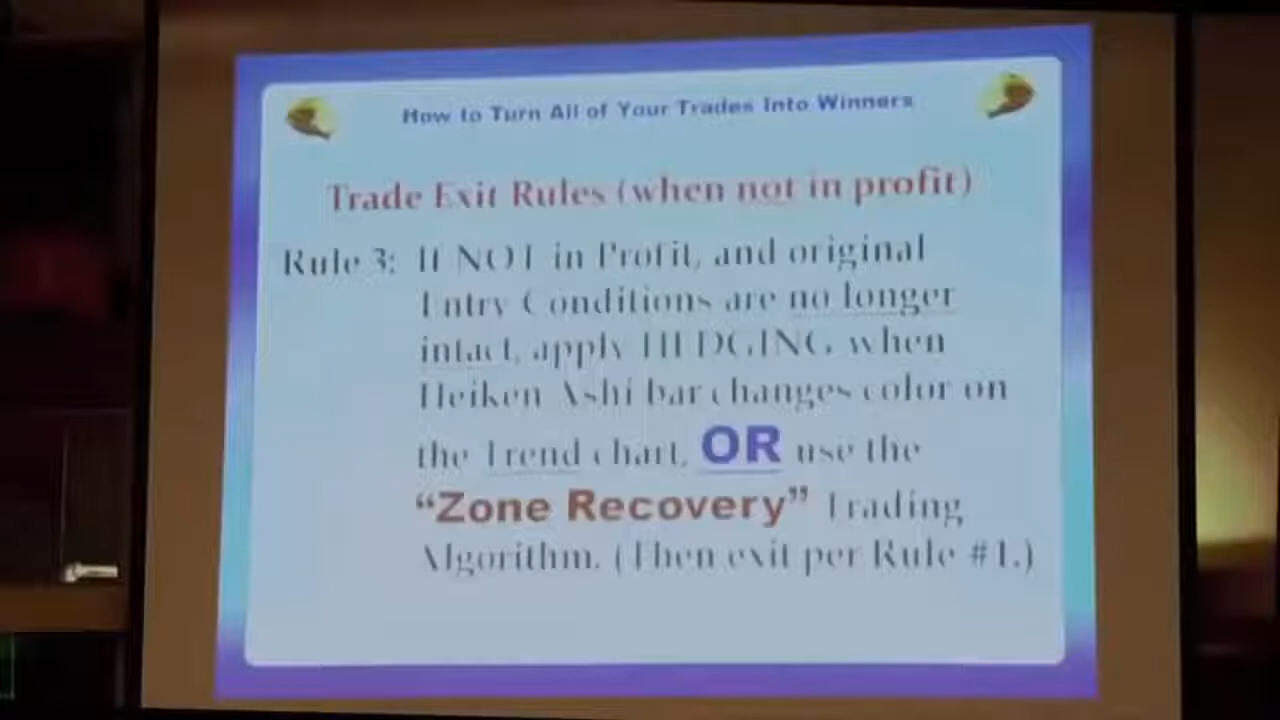 How to Turn All of Your Trades Into Winners
Trade Exit Rules (when not in profit)
Rule 3: If NOT in Profit, and original
Entry Conditions are no longer
intact, apply HEDGING when
Heiken Ashi bar changes color on
the Trend chart, OR use the
“Zone Recovery” Trading
Algorithm. (Then exit per Rule #1.)